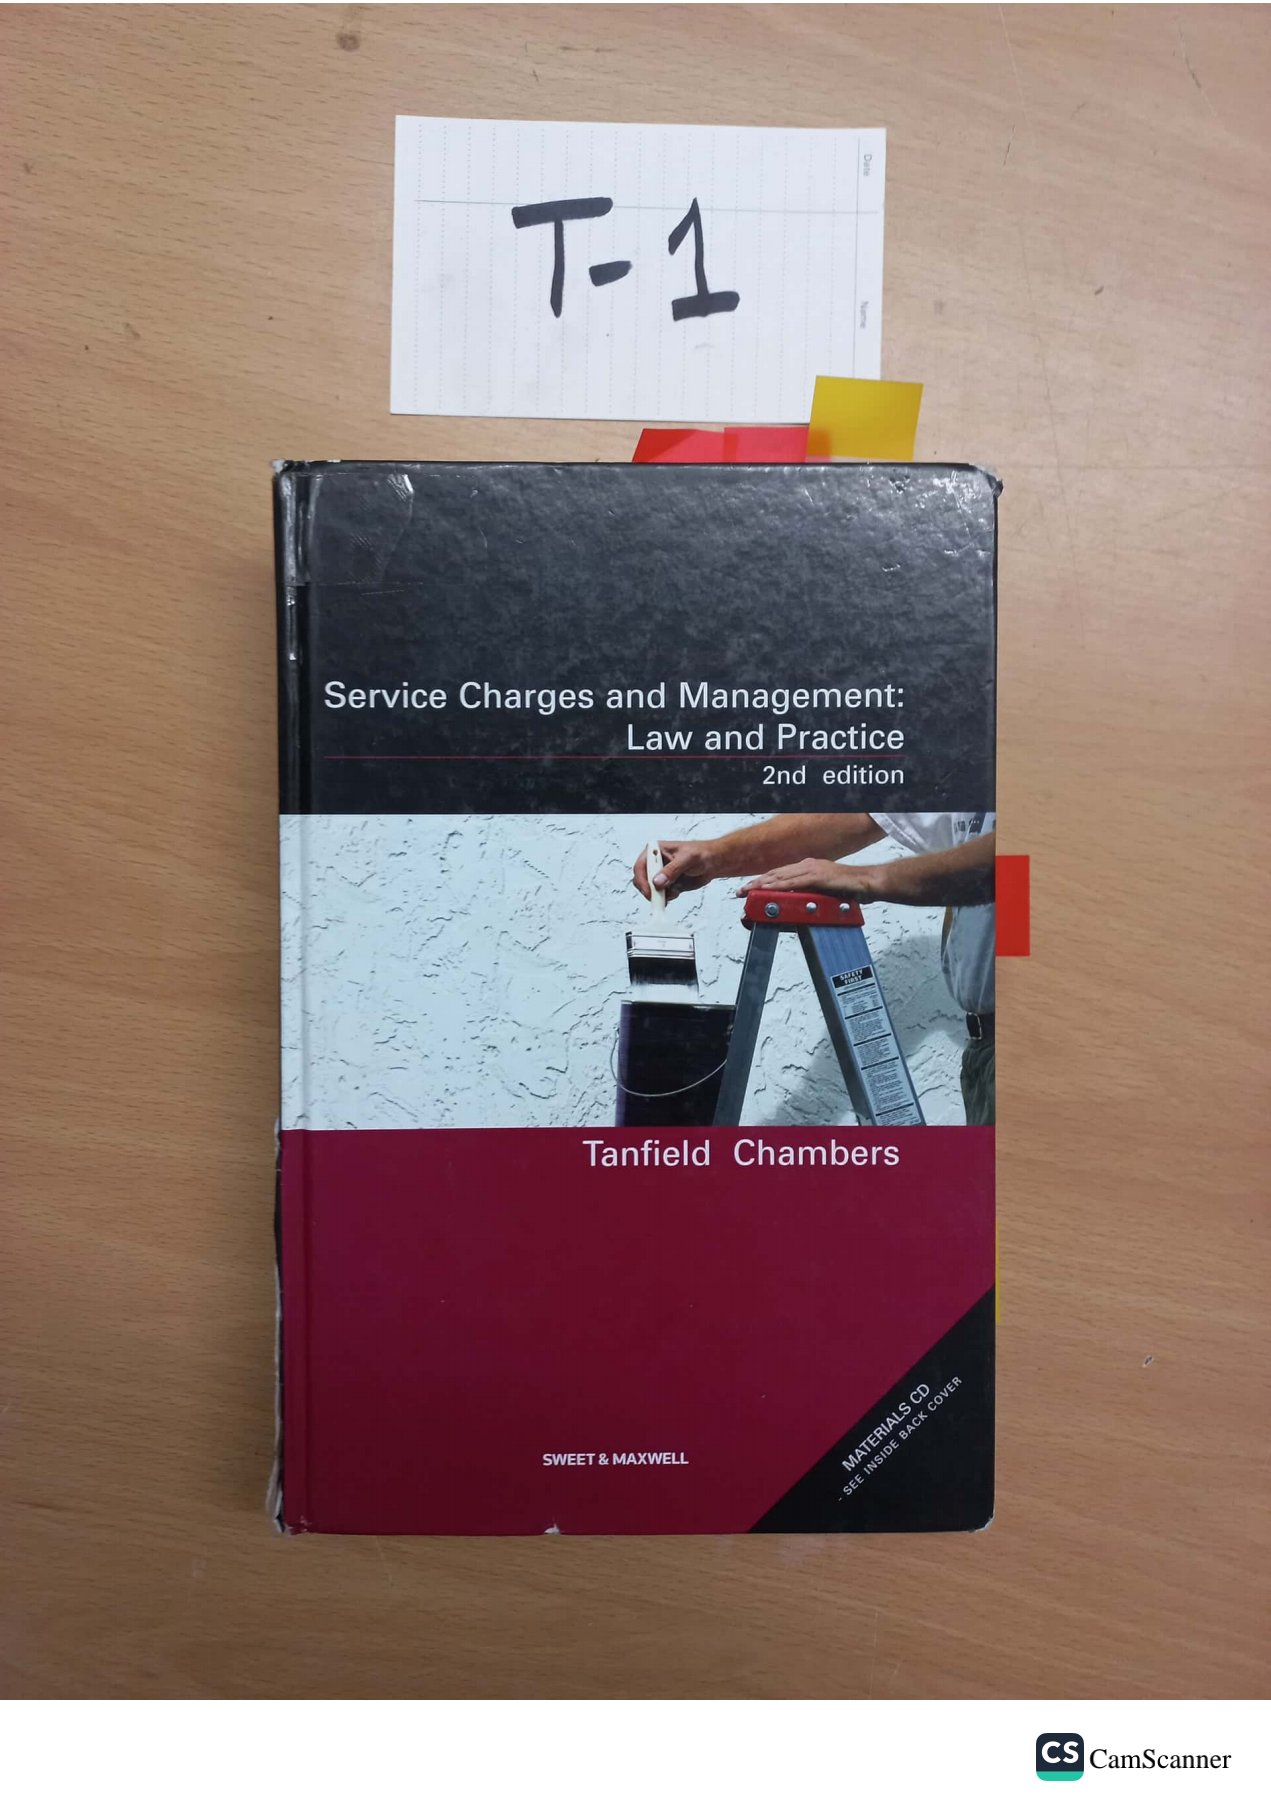 Date
Name
T-1
Service Charges and Management:
Law and Practice
2nd edition
SAFETY
FIRST
Tanfield Chambers
MATERIALS CD
- SEE INSIDE BACK COVER
SWEET & MAXWELL
CS CamScanner